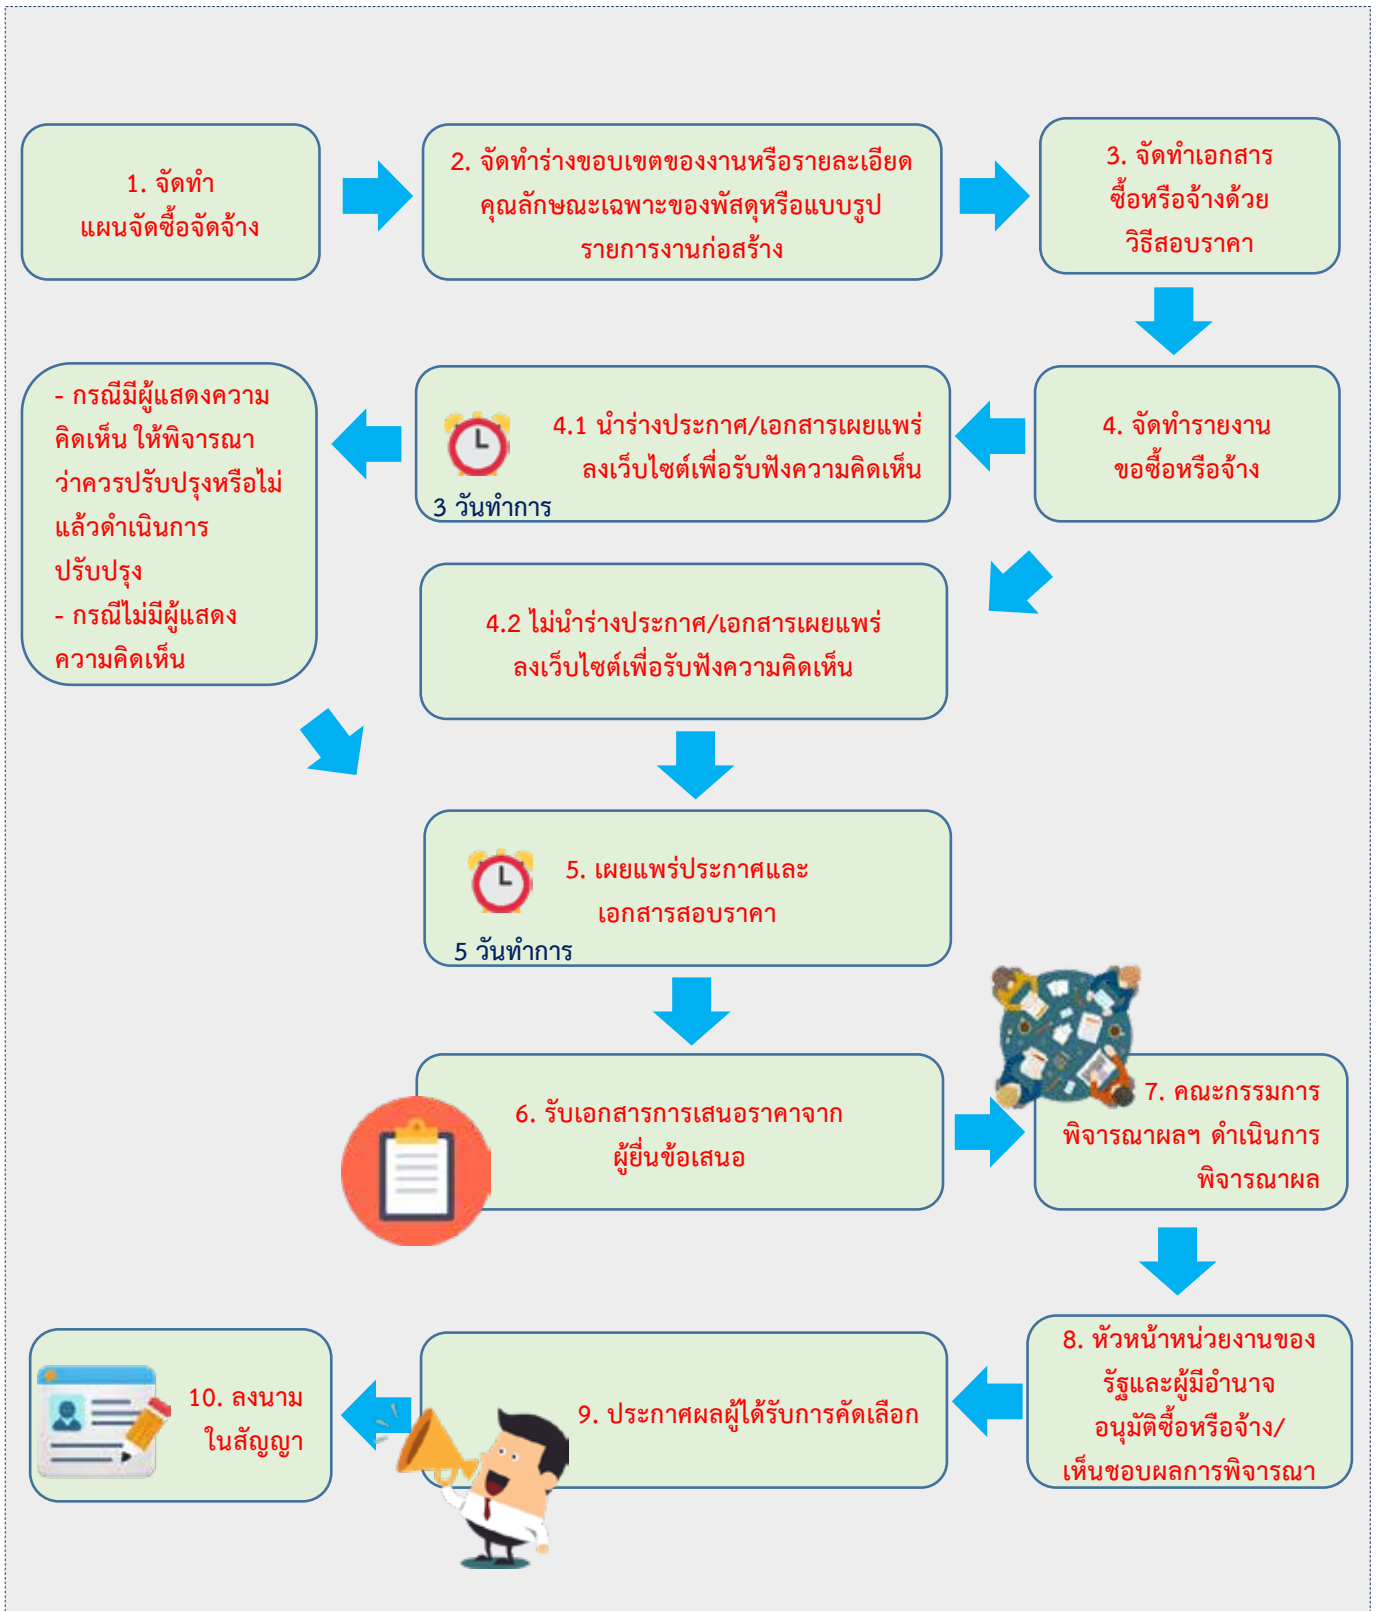 1. จัดทำ
แผนจัดซื้อจัดจ้าง
2. จัดทำร่างขอบเขตของงานหรือรายละเอียด
คุณลักษณะเฉพาะของพัสดุหรือแบบรูป
รายการงานก่อสร้าง
3. จัดทำเอกสาร
ซื้อหรือจ้างด้วย
วิธีสอบราคา
4. จัดทำรายงาน
ขอซื้อหรือจ้าง
4.1 นำร่างประกาศ/เอกสารเผยแพร่
ลงเว็บไซต์เพื่อรับฟังความคิดเห็น
3 วันทำการ
- กรณีมีผู้แสดงความ
คิดเห็น ให้พิจารณา
ว่าควรปรับปรุงหรือไม่
แล้วดำเนินการ
ปรับปรุง
- กรณีไม่มีผู้แสดง
ความคิดเห็น
4.2 ไม่นำร่างประกาศ/เอกสารเผยแพร่
ลงเว็บไซต์เพื่อรับฟังความคิดเห็น
5. เผยแพร่ประกาศและ
เอกสารสอบราคา
5 วันทำการ
6. รับเอกสารการเสนอราคาจาก
ผู้ยื่นข้อเสนอ
7. คณะกรรมการ
พิจารณาผลฯ ดำเนินการ
พิจารณาผล
8. หัวหน้าหน่วยงานของ
รัฐและผู้มีอำนาจ
อนุมัติซื้อหรือจ้าง/
เห็นชอบผลการพิจารณา
9. ประกาศผลผู้ได้รับการคัดเลือก
10. ลงนาม
ในสัญญา